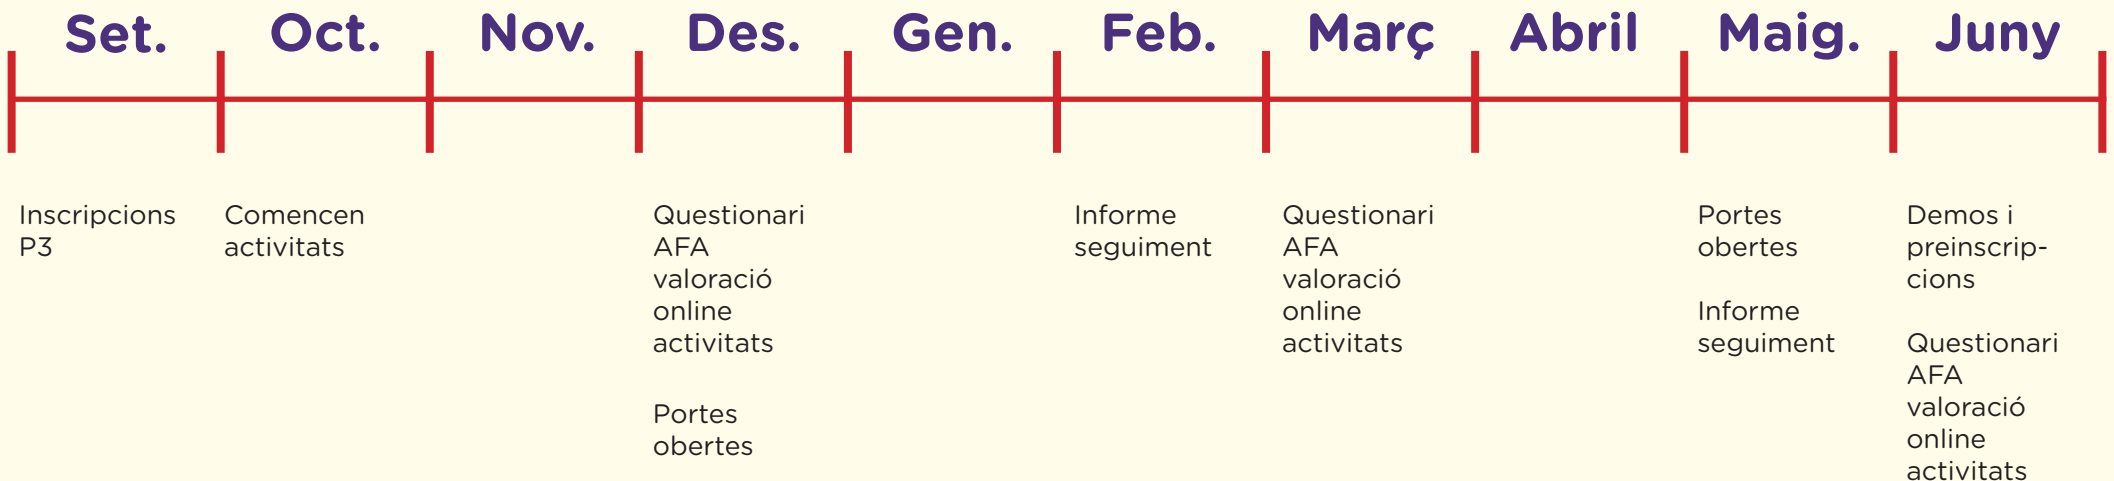 Set.
Oct.
Nov.
Des.
Gen.
Feb.
Març
Abril
Maig.
Juny
Inscripcions
P3
Comencen
activitats
Questionari
AFA
valoració
online
activitats
Portes
obertes
Informe
seguiment
Questionari
AFA
valoració
online
activitats
Portes
obertes
Informe
seguiment
Demos i
preinscrip-
cions
Questionari
AFA
valoració
online
activitats